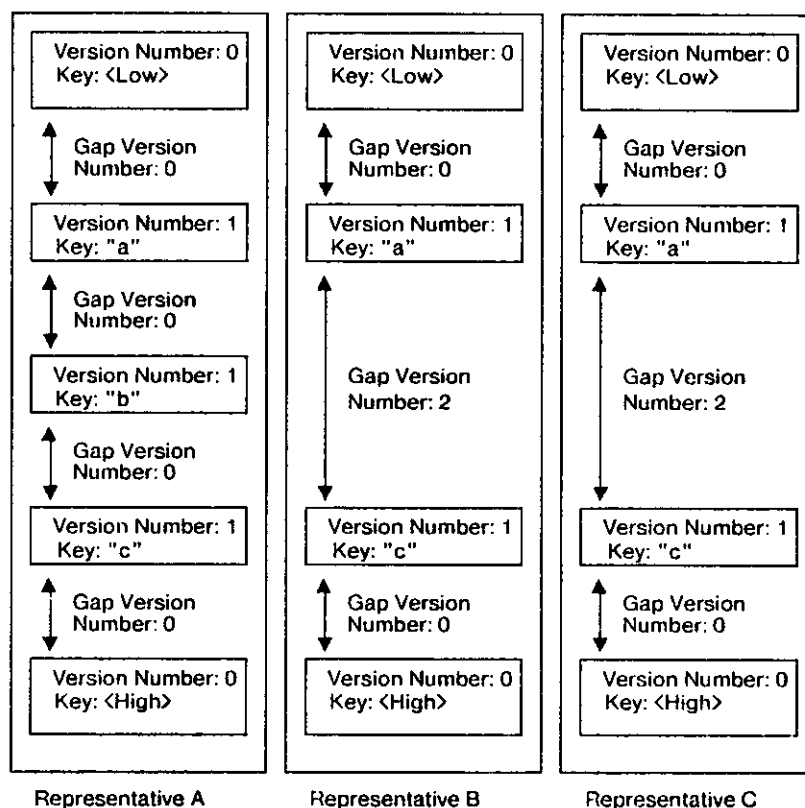 Version Number: 0
Key: <Low>
Gap Version
Number: 0
Version Number: 1
Key: "a"
Gap Version
Number: 0
Version Number: 1
Key: "b"
Gap Version
Number: 0
Version Number: 1
Key: "c"
Gap Version
Number: 0
Version Number: 0
Key: <High>
Representative A
Version Number: 0
Key: <Low>
Gap Version
Number: 0
Version Number: 1
Key: "a"
Gap Version
Number: 2
Version Number: 1
Key: "c"
Gap Version
Number: 0
Version Number: 0
Key: <High>
Representative B
Version Number: 0
Key: <Low>
Gap Version
Number: 0
Version Number: 1
Key: "a"
Gap Version
Number: 2
Version Number: 1
Key: "c"
Gap Version
Number: 0
Version Number: 0
Key: <High>
Representative C